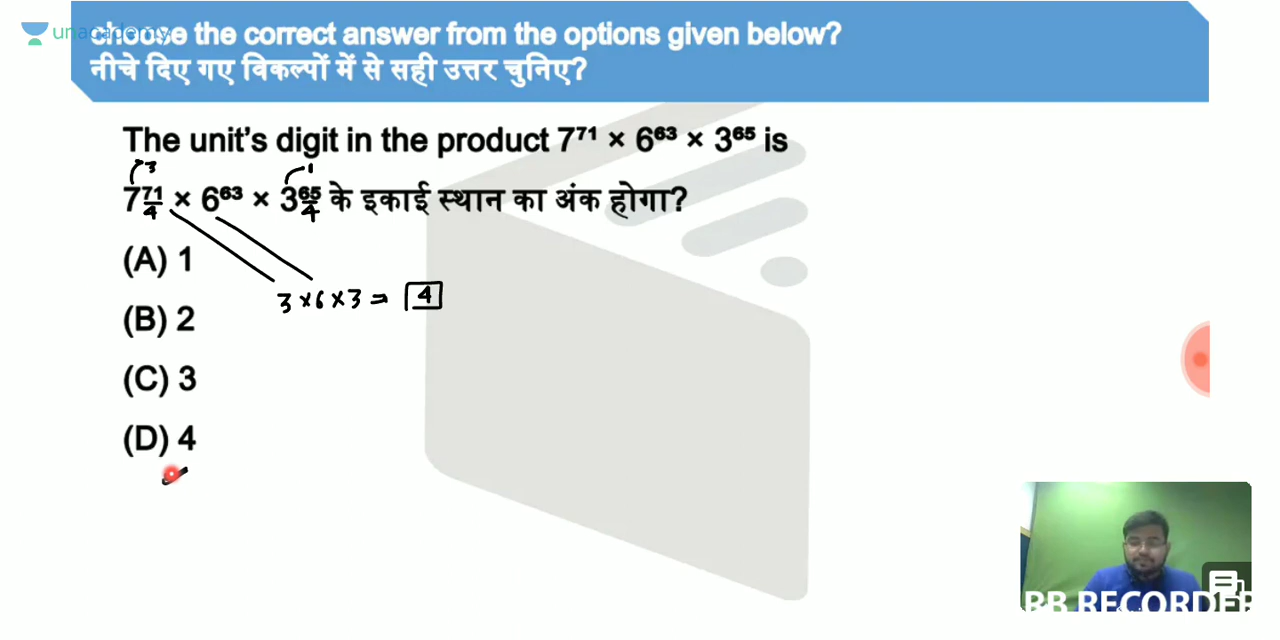 unacademy
choose the correct answer from the options given below?
नीचे दिए गए विकल्पों में से सही उत्तर चुनिए?
The unit's digit in the product 7⁷¹ × 6⁶³ × 3⁶⁵ is
3 1
7⁷¹ × 6⁶³ × 3⁶⁵ के इकाई स्थान का अंक होगा?
4 4
(A) 1
3 × 6 × 3 = 4
(B) 2
(C) 3
(D) 4
RB RECORDER